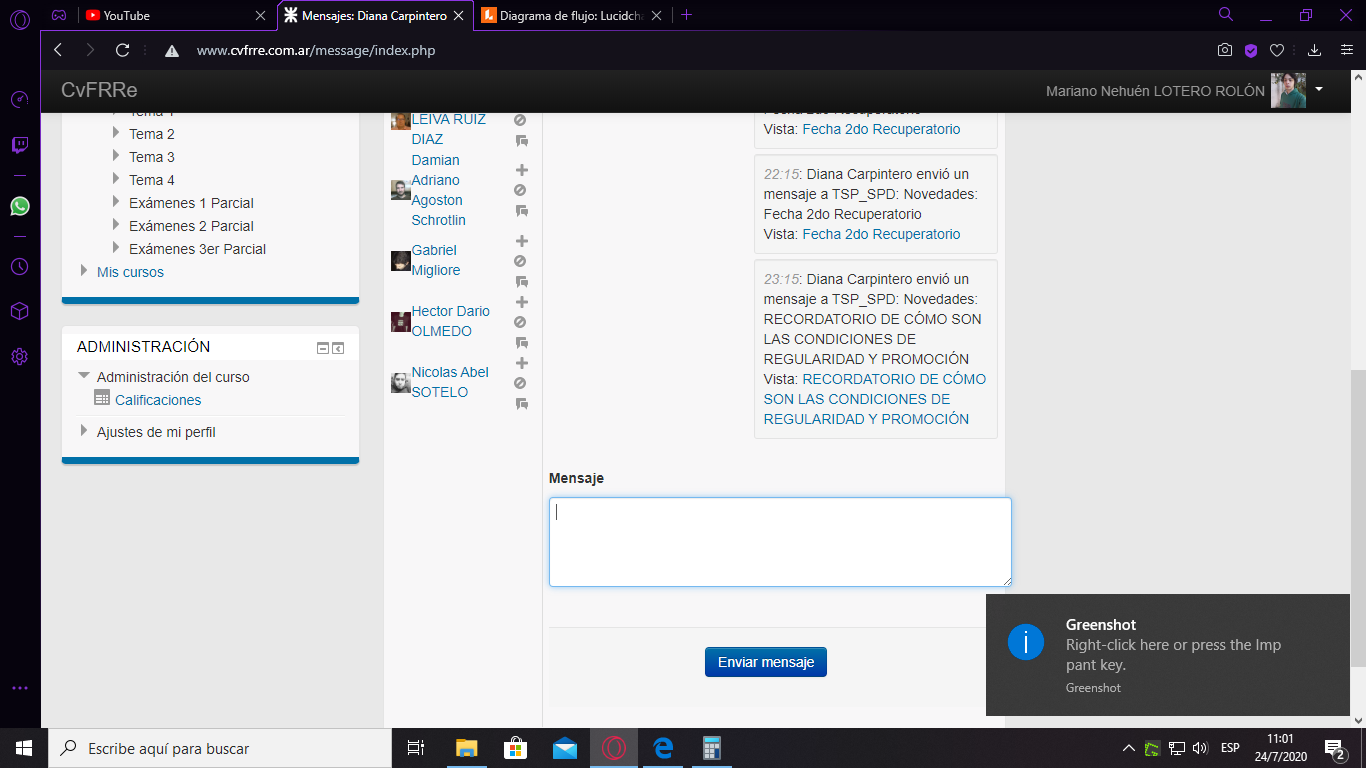 YouTube
Mensajes: Diana Carpintero
Diagrama de flujo: Lucidcha
www.cvfrre.com.ar/message/index.php
CvFRRe
Mariano Nehuén LOTERO ROLÓN
Tema 1
Tema 2
Tema 3
Tema 4
Exámenes 1 Parcial
Exámenes 2 Parcial
Exámenes 3er Parcial
Mis cursos
ADMINISTRACIÓN
Administración del curso
Calificaciones
Ajustes de mi perfil
LEIVA RUIZ
DIAZ
Damian
Adriano
Agoston
Schrotlin
Gabriel
Migliore
Hector Dario
OLMEDO
Nicolas Abel
SOTELO
Fecha 2do Recuperatorio
Vista: Fecha 2do Recuperatorio
22:15: Diana Carpintero envió un
mensaje a TSP_SPD: Novedades:
Fecha 2do Recuperatorio
Vista: Fecha 2do Recuperatorio
23:15: Diana Carpintero envió un
mensaje a TSP_SPD: Novedades:
RECORDATORIO DE CÓMO SON
LAS CONDICIONES DE
REGULARIDAD Y PROMOCIÓN
Vista: RECORDATORIO DE CÓMO
SON LAS CONDICIONES DE
REGULARIDAD Y PROMOCIÓN
Mensaje
Enviar mensaje
Greenshot
Right-click here or press the Imp
pant key.
Greenshot
Escribe aquí para buscar
ESP
11:01
24/7/2020
2